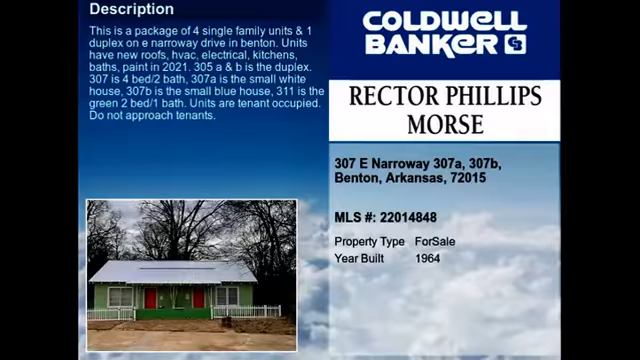 Description
This is a package of 4 single family units & 1
duplex on e narroway drive in benton. Units
have new roofs, hvac, electrical, kitchens,
baths, paint in 2021. 305 a & b is the duplex.
307 is 4 bed/2 bath, 307a is the small white
house, 307b is the small blue house, 311 is the
green 2 bed/1 bath. Units are tenant occupied.
Do not approach tenants.
COLDWELL
BANKER
RECTOR PHILLIPS
MORSE
307 E Narroway 307a, 307b,
Benton, Arkansas, 72015
MLS #: 22014848
Property Type ForSale
Year Built 1964